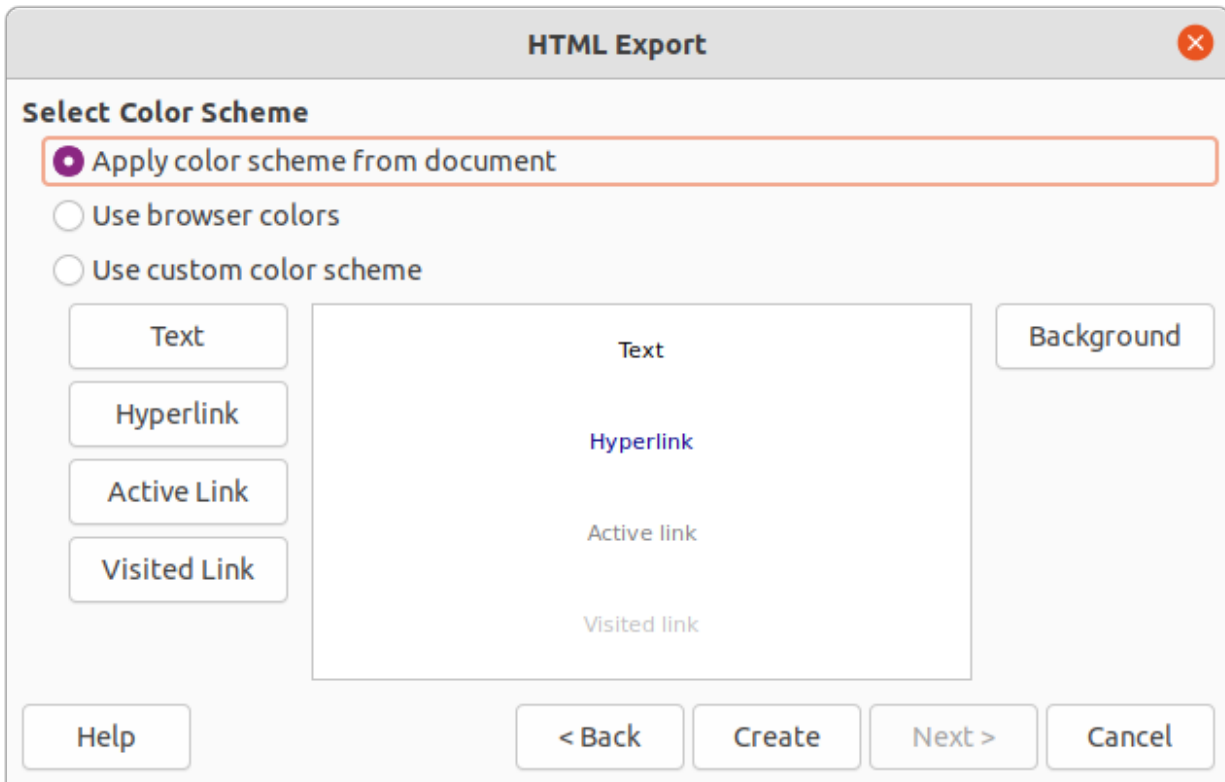 HTML Export
Select Color Scheme
Apply color scheme from document
Use browser colors
Use custom color scheme
Text
Hyperlink
Active Link
Visited Link
Text
Hyperlink
Active link
Visited link
Background
Help
< Back
Create
Next >
Cancel